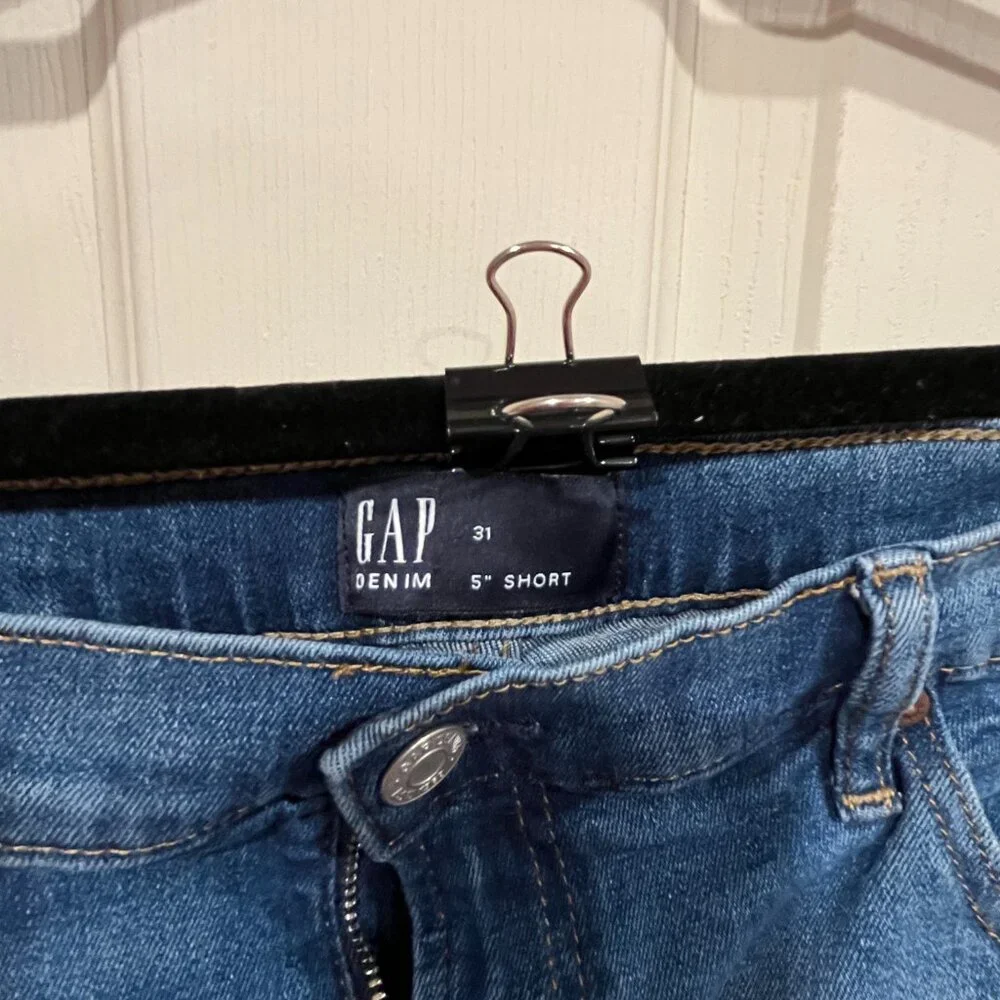 GAP
DENIM
31
5" SHORT